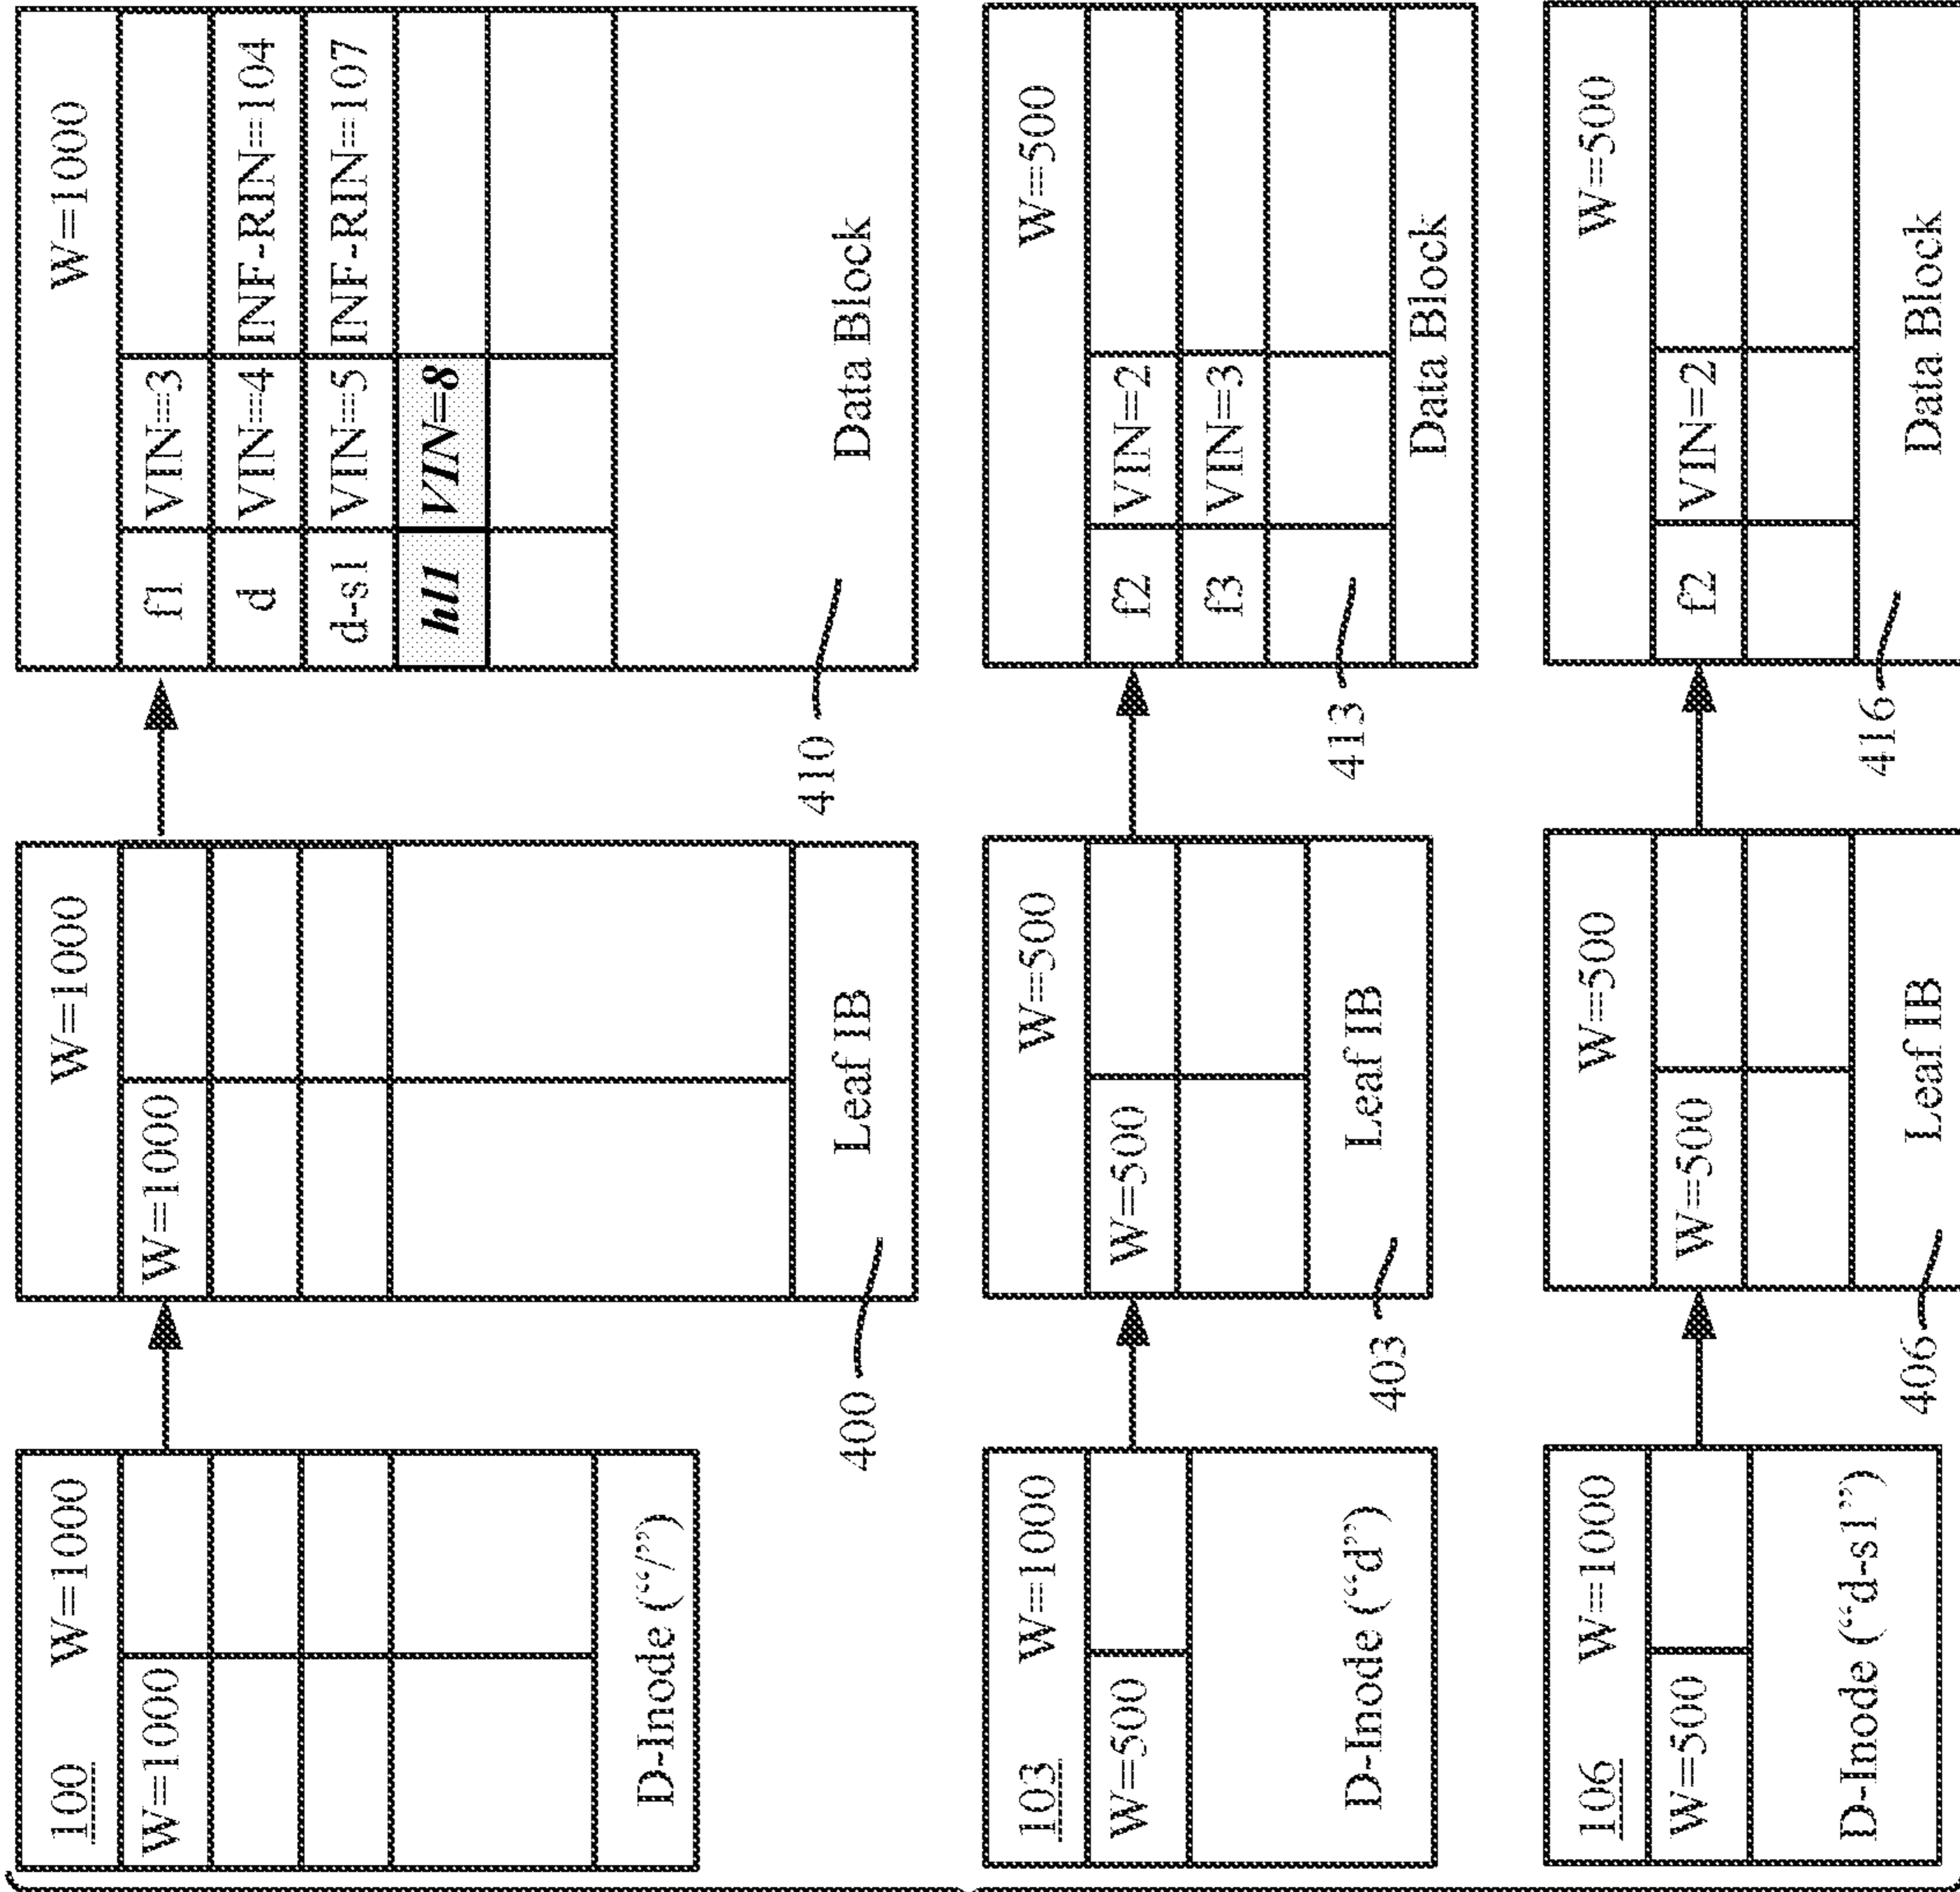 100 W=1000
W=1000
D-Inode (“/”)
W=1000
W=1000
Leaf IB
400
W=1000
f1 VIN=3
d VIN=4 INF-RIN=104
d-s1 VIN=5 INF-RIN=107
hl1 VIN=8
Data Block
410
103 W=1000
W=500
D-Inode (“d”)
W=500
W=500
Leaf IB
403
W=500
f2 VIN=2
f3 VIN=3
Data Block
413
106 W=1000
W=500
D-Inode (“d-s1”)
W=500
W=500
Leaf IB
406
W=500
f2 VIN=2
Data Block
416